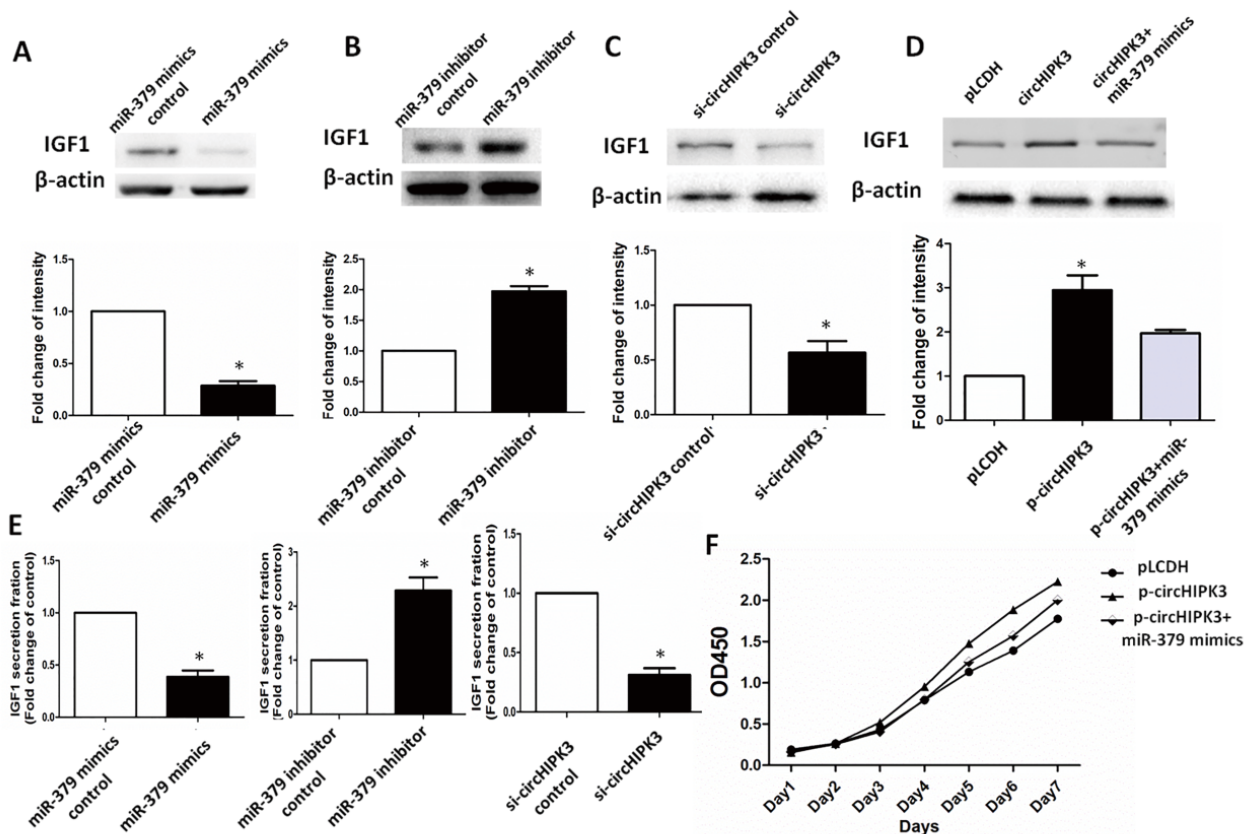 A
miR-379 mimics
control
miR-379 mimics
IGF1
β-actin
Fold change of intensity
1.5
1.0
0.5
0.0
*
miR-379 mimics
control
miR-379 mimics
B
miR-379 inhibitor
control
miR-379 inhibitor
IGF1
β-actin
Fold change of intensity
2.5
2.0
1.5
1.0
0.5
0.0
*
miR-379 inhibitor
control
miR-379 inhibitor
C
si-circHIPK3 control
si-circHIPK3
IGF1
β-actin
Fold change of intensity
1.5
1.0
0.5
0.0
*
si-circHIPK3 control
si-circHIPK3
D
pLCDH
circHIPK3
circHIPK3+
miR-379 mimics
IGF1
β-actin
Fold change of intensity
4
3
2
1
0
*
pLCDH
p-circHIPK3
p-circHIPK3+miR-
379 mimics
E
IGF1 secretion fration
(Fold change of control)
1.5
1.0
0.5
0.0
*
miR-379 mimics
control
miR-379 mimics
IGF1 secretion fration
(Fold change of control)
3
2
1
0
*
miR-379 inhibitor
control
miR-379 inhibitor
IGF1 secretion fration
(Fold change of control)
1.5
1.0
0.5
0.0
*
si-circHIPK3
control
si-circHIPK3
F
OD450
2.5
2.0
1.5
1.0
0.5
0.0
Day1
Day2
Day3
Day4
Day5
Day6
Day7
Days
pLCDH
p-circHIPK3
p-circHIPK3+
miR-379 mimics